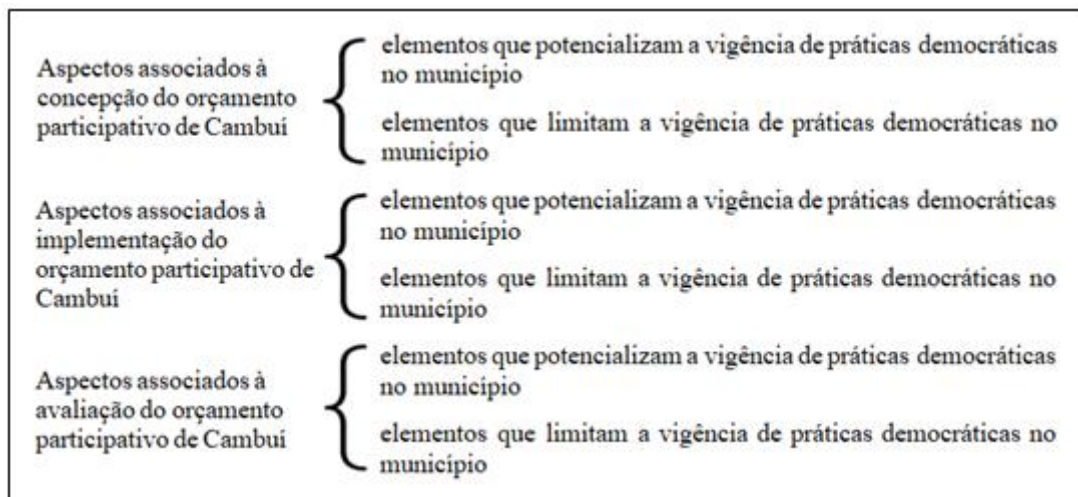 Aspectos associados à
concepção do orçamento
participativo de Cambuí
elementos que potencializam a vigência de práticas democráticas
no município
elementos que limitam a vigência de práticas democráticas no
município
Aspectos associados à
implementação do
orçamento participativo de
Cambuí
elementos que potencializam a vigência de práticas democráticas
no município
elementos que limitam a vigência de práticas democráticas no
município
Aspectos associados à
avaliação do orçamento
participativo de Cambuí
elementos que potencializam a vigência de práticas democráticas
no município
elementos que limitam a vigência de práticas democráticas no
município